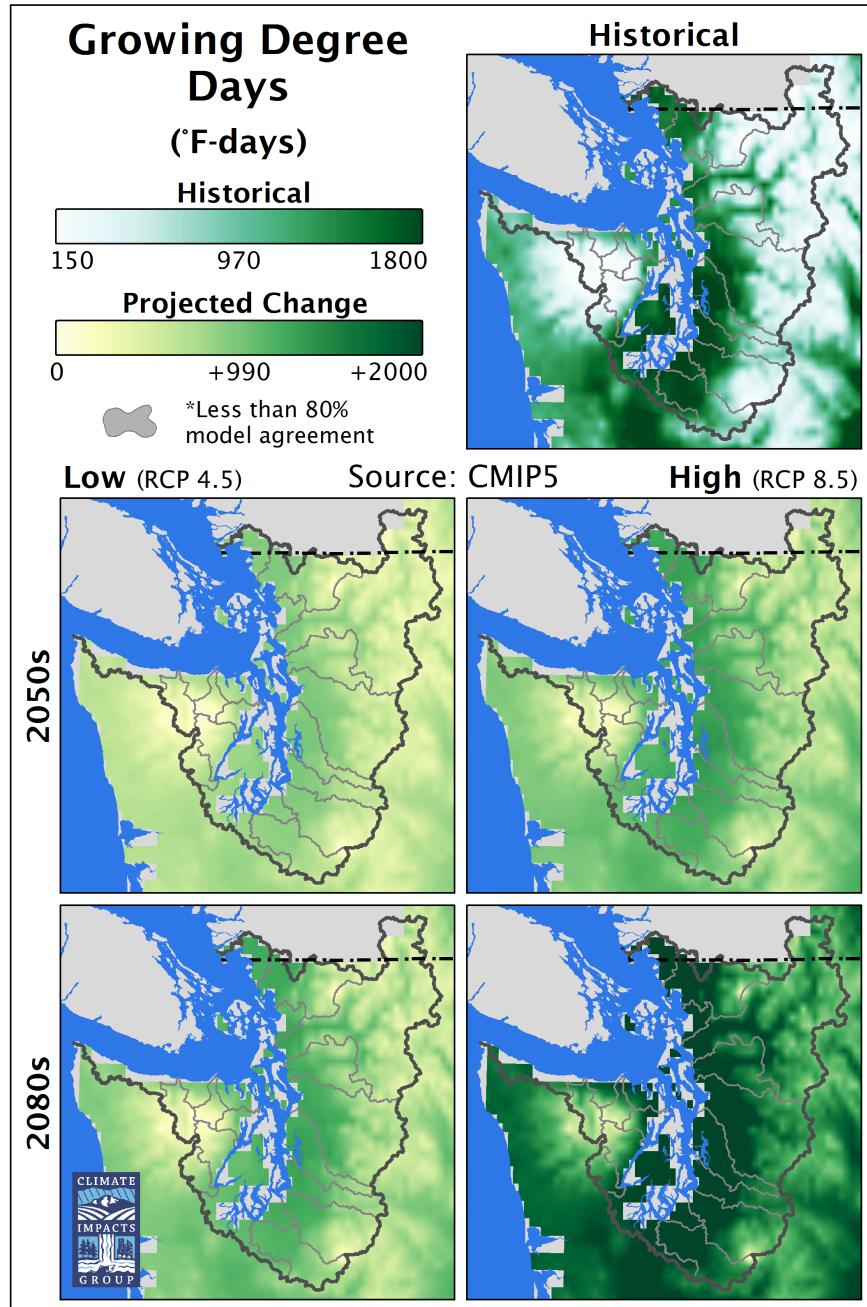 Growing Degree
Days
(°F-days)
Historical
150 970 1800
Projected Change
0 +990 +2000
*Less than 80%
model agreement
Historical
Low (RCP 4.5) Source: CMIP5 High (RCP 8.5)
2050s
2080s
CLIMATE
IMPACTS
GROUP